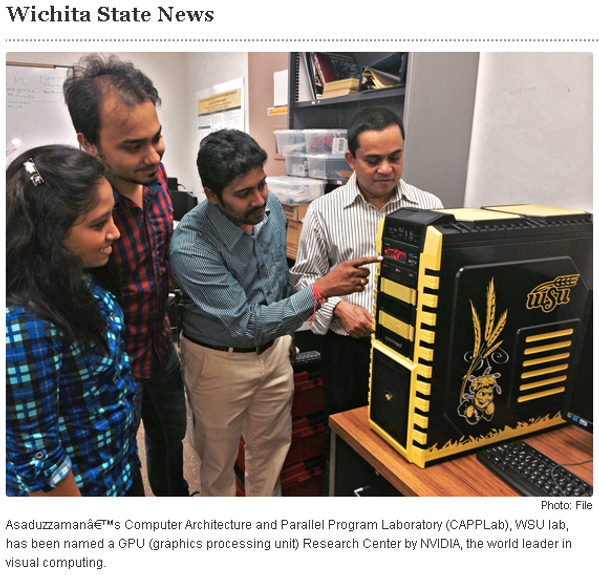 Wichita State News
WSU
Photo: File
Asaduzzamanâ€™s Computer Architecture and Parallel Program Laboratory (CAPPLab), WSU lab,
has been named a GPU (graphics processing unit) Research Center by NVIDIA, the world leader in
visual computing.